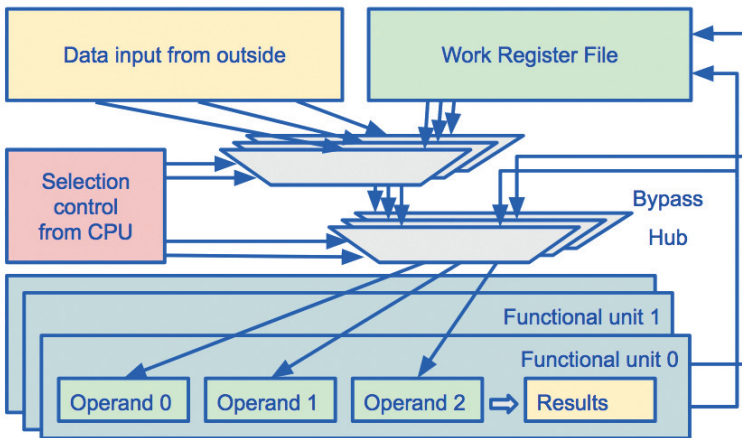 Data input from outside
Work Register File
Selection
control
from CPU
Bypass
Hub
Functional unit 1
Functional unit 0
Operand 0
Operand 1
Operand 2
Results